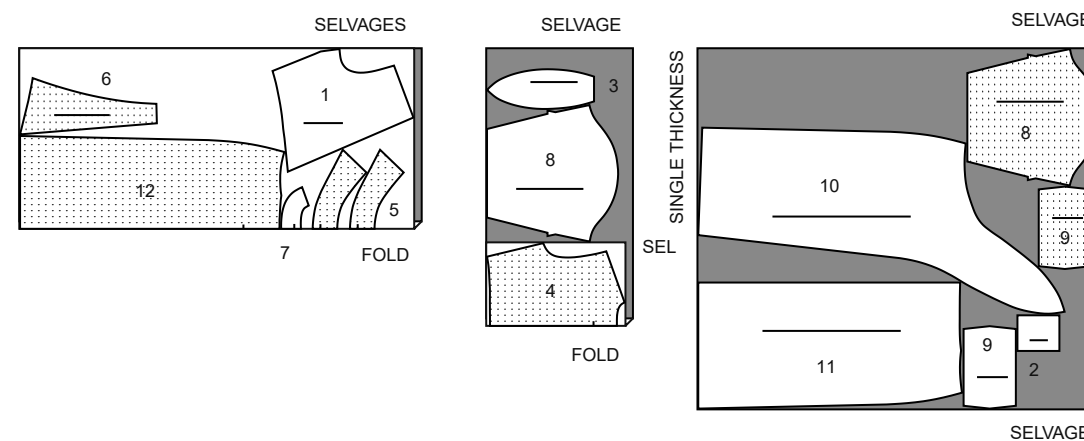 SELVAGES
6
1
12
5
7
FOLD
SELVAGE
3
8
SEL
4
FOLD
SINGLE THICKNESS
SELVAGE
8
10
9
9
2
11
SELVAGE